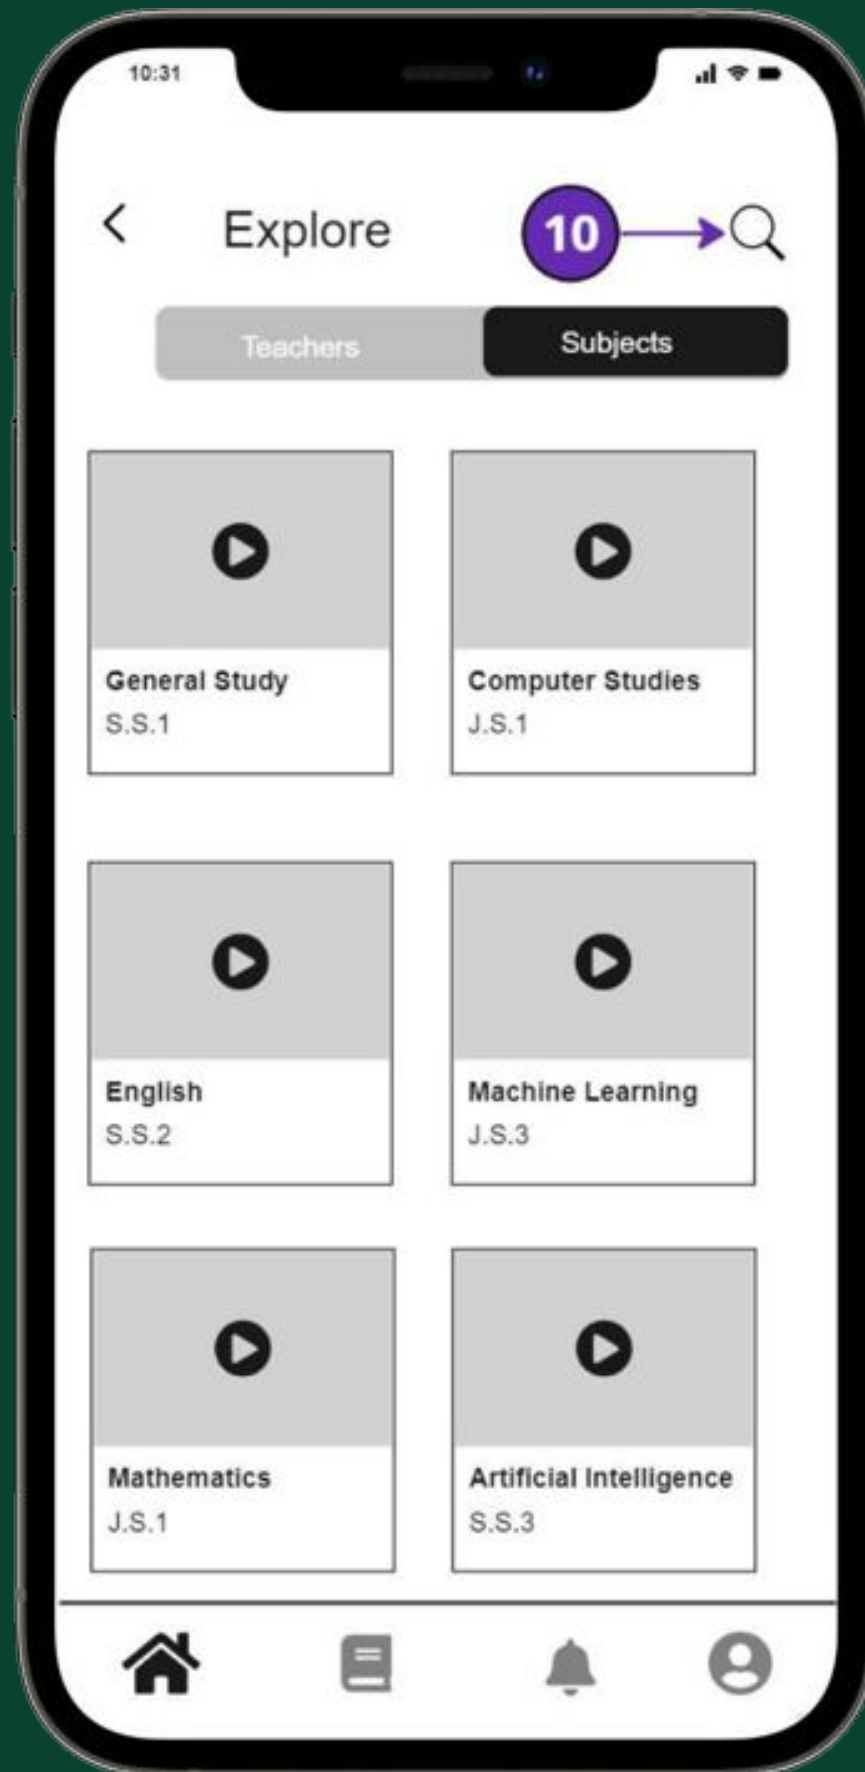 10:31
Explore
10
Teachers
Subjects
General Study
S.S.1
Computer Studies
J.S.1
English
S.S.2
Machine Learning
J.S.3
Mathematics
J.S.1
Artificial Intelligence
S.S.3